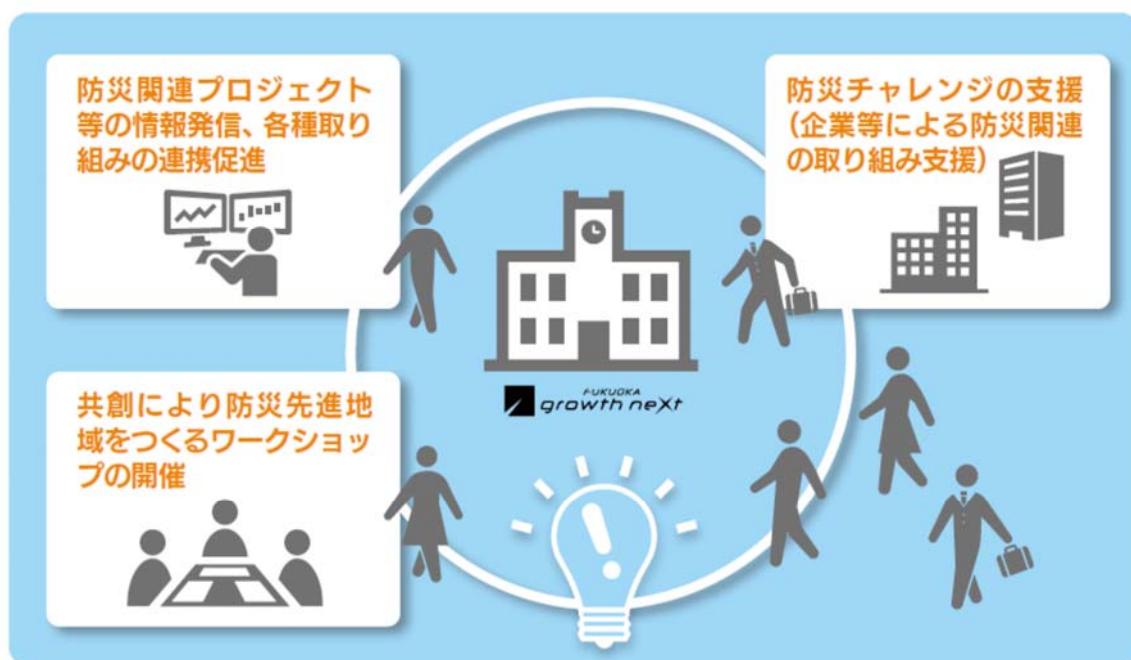 防災関連プロジェクト
等の情報発信、各種取り
組みの連携促進
防災チャレンジの支援
（企業等による防災関連
の取り組み支援）
FUKUOKA
growth neXt
共創により防災先進地
域をつくるワークショッ
プの開催